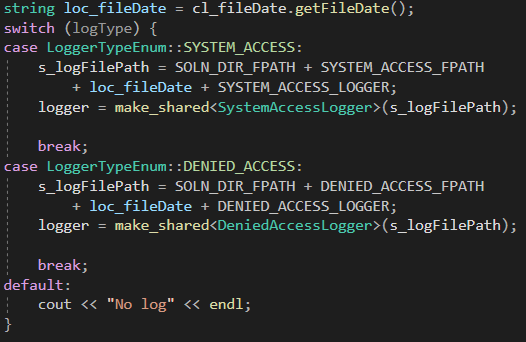 string loc_fileDate = cl_fileDate.getFileDate();
switch (logType) {
case LoggerTypeEnum::SYSTEM_ACCESS:
    s_logFilePath = SOLN_DIR_FPATH + SYSTEM_ACCESS_FPATH
        + loc_fileDate + SYSTEM_ACCESS_LOGGER;
    logger = make_shared<SystemAccessLogger>(s_logFilePath);

    break;
case LoggerTypeEnum::DENIED_ACCESS:
    s_logFilePath = SOLN_DIR_FPATH + DENIED_ACCESS_FPATH
        + loc_fileDate + DENIED_ACCESS_LOGGER;
    logger = make_shared<DeniedAccessLogger>(s_logFilePath);

    break;
default:
    cout << "No log" << endl;
}